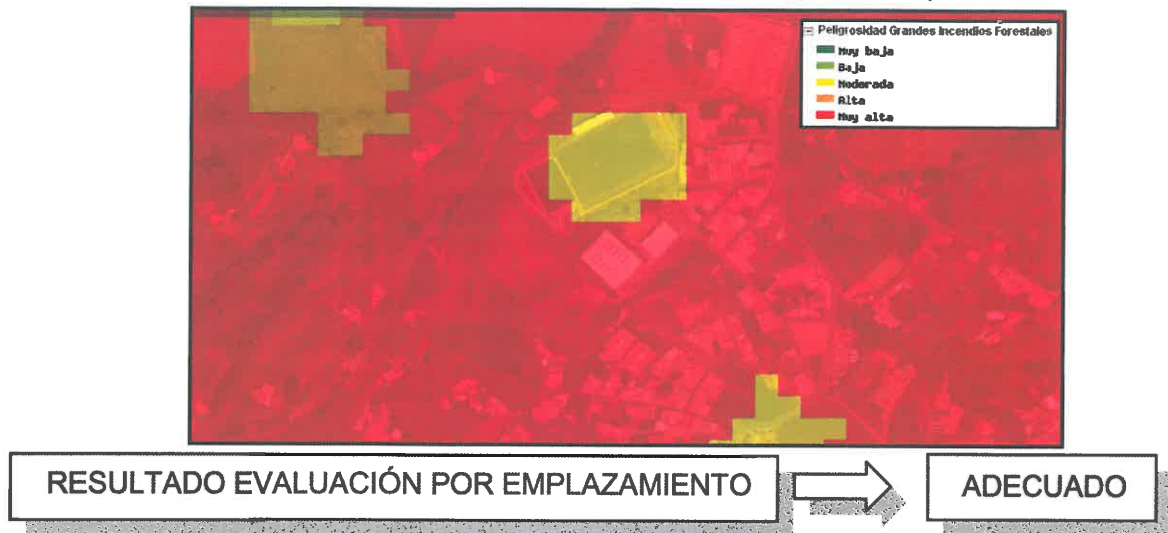 Peligrosidad Grandes Incendios Forestales
Muy baja
Baja
Moderada
Alta
Muy alta
RESULTADO EVALUACIÓN POR EMPLAZAMIENTO
ADECUADO